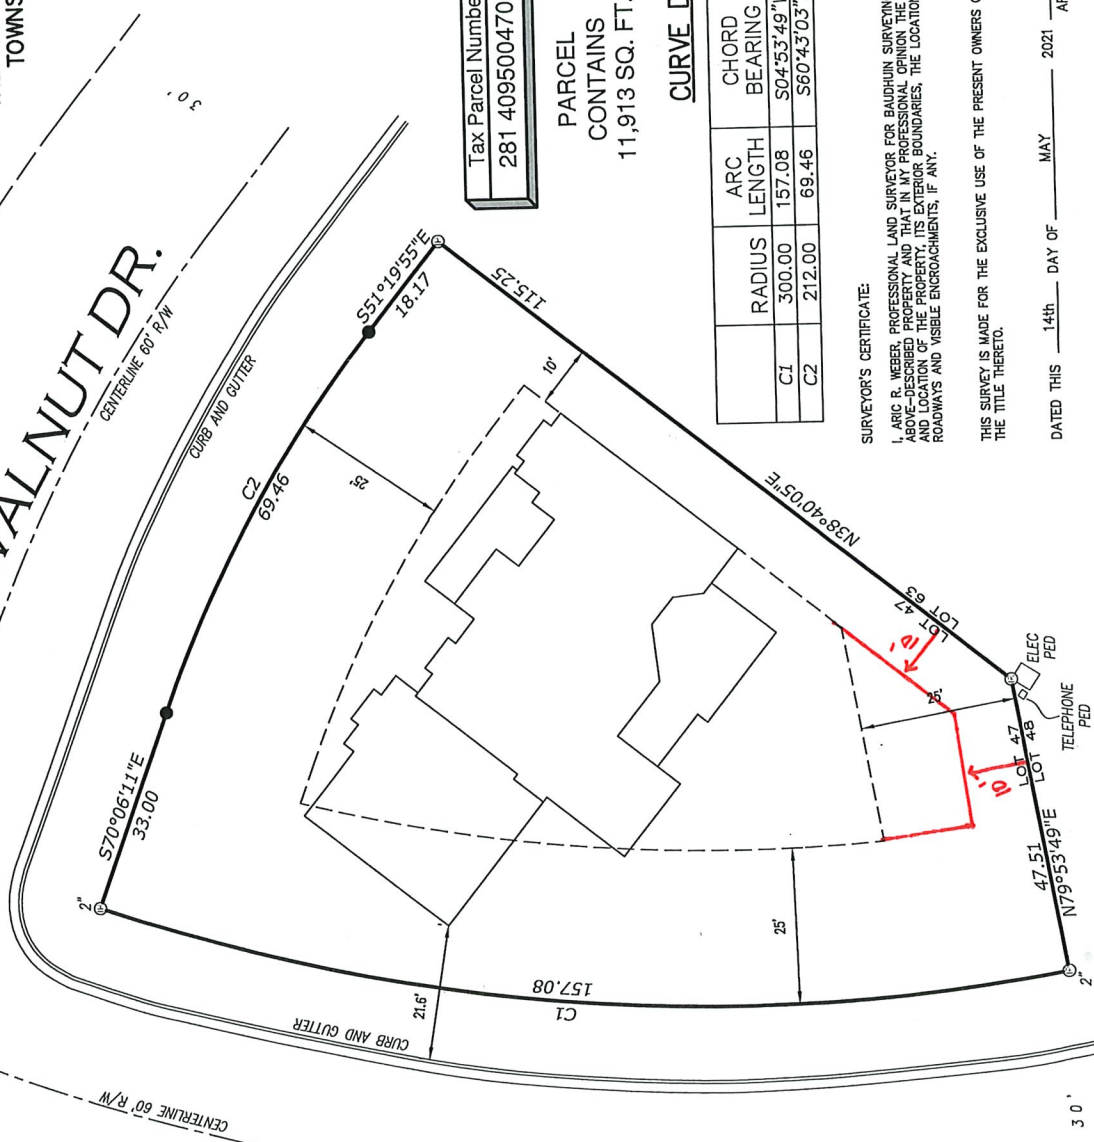 TOWNS
30'
WALNUT DR.
CENTERLINE 60' R/W
CURB AND GUTTER
Tax Parcel Numbe
281 4095004470
PARCEL
CONTAINS
11,913 SQ. FT.
CURVE D
RADIUS
ARC
LENGTH
CHORD
BEARING
C1 300.00 157.08 S04°53'49"
C2 212.00 69.46 S60°43'03"
S51°19'55"E
18.17
115.25
C2
69.46
25'
10'
N38°40'05"E
S70°06'11"E
33.00
2"
LOT 47
LOT 63
10'
ELEC
PED
TELEPHONE
PED
25'
LOT 47
LOT 48
10'
47.51
N79°53'49"E
2"
25'
157.08
C1
21.6'
CURB AND GUTTER
CENTERLINE 60' R/W
30'
SURVEYOR'S CERTIFICATE:
I, ARIC R. WEBER, PROFESSIONAL LAND SURVEYOR FOR BAUDHUIN SURVEYIN
ABOVE-DESCRIBED PROPERTY AND THAT IN MY PROFESSIONAL OPINION THE
AND LOCATION OF THE PROPERTY, ITS EXTERIOR BOUNDARIES, THE LOCATION
ROADWAYS AND VISIBLE ENCROACHMENTS, IF ANY.
THIS SURVEY IS MADE FOR THE EXCLUSIVE USE OF THE PRESENT OWNERS
THE TITLE THERETO.
DATED THIS 14th DAY OF MAY 2021